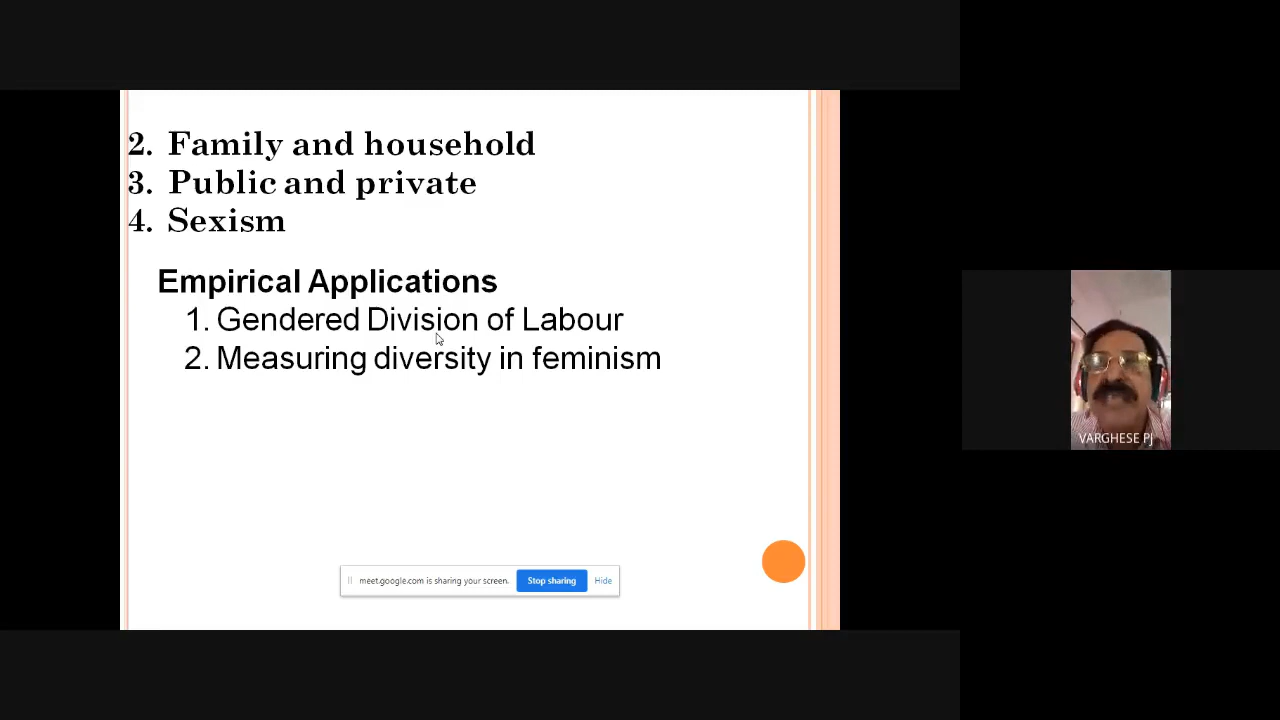 2. Family and household
3. Public and private
4. Sexism
Empirical Applications
1. Gendered Division of Labour
2. Measuring diversity in feminism
meet.google.com is sharing your screen. Stop sharing Hide
VARGHESE PJ